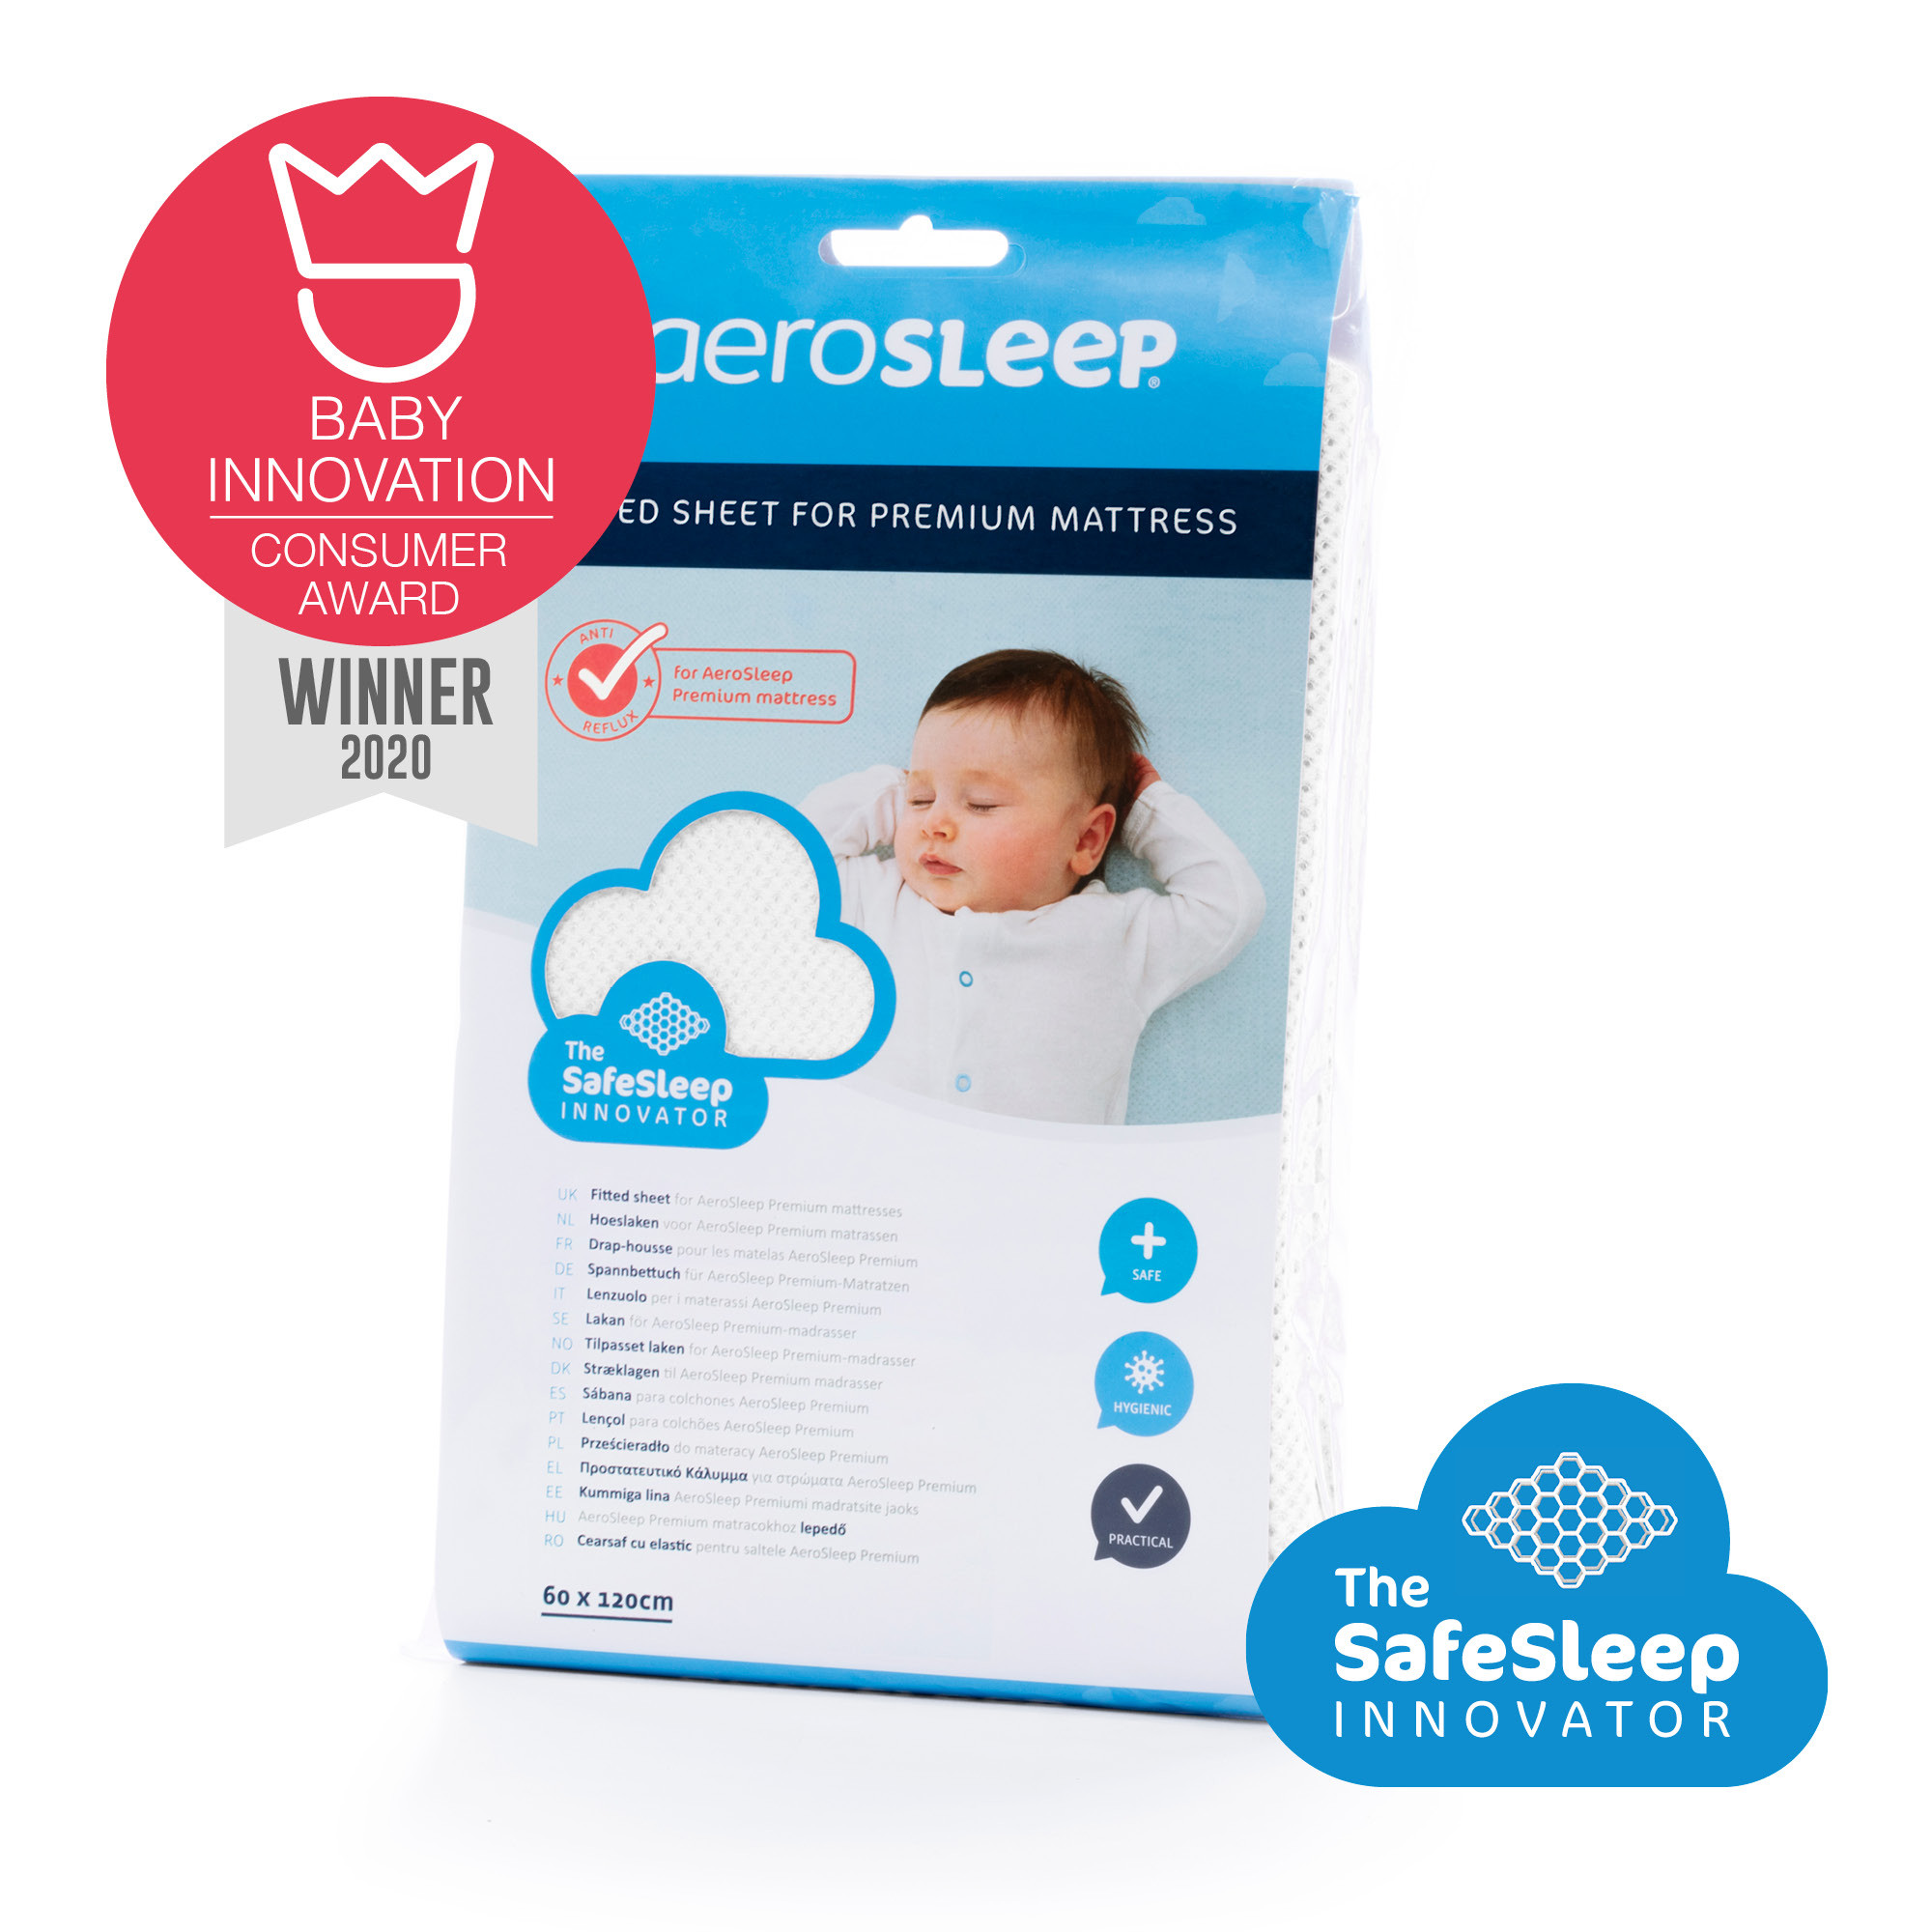 BABY
INNOVATION
CONSUMER
AWARD
WINNER
2020
aerosleep®
ED SHEET FOR PREMIUM MATTRESS
ANTI
REFLUX
for AeroSleep
Premium mattress
The
SafeSleep
INNOVATOR
UK Fitted sheet for AeroSleep Premium mattresses
NL Hoeslaken voor AeroSleep Premium matrassen
FR Drap-housse pour les matelas AeroSleep Premium
DE Spannbettuch für AeroSleep Premium-Matratzen
IT Lenzuolo per i materassi AeroSleep Premium
SE Lakan för AeroSleep Premium-madrasser
NO Tilpasset laken for AeroSleep Premium-madrasser
DK Stræklagen til AeroSleep Premium madrasser
ES Sábana para colchones AeroSleep Premium
PT Lençol para colchões AeroSleep Premium
PL Prześcieradło do materacy AeroSleep Premium
EL Προστατευτικό Κάλυμμα για στρώματα AeroSleep Premium
EE Kummiga lina AeroSleep Premiumi madratsite jaoks
HU AeroSleep Premium matracokhoz lepedő
RO Cearsaf cu elastic pentru saltele AeroSleep Premium
60 x 120cm
SAFE
HYGIENIC
PRACTICAL
The
SafeSleep
INNOVATOR